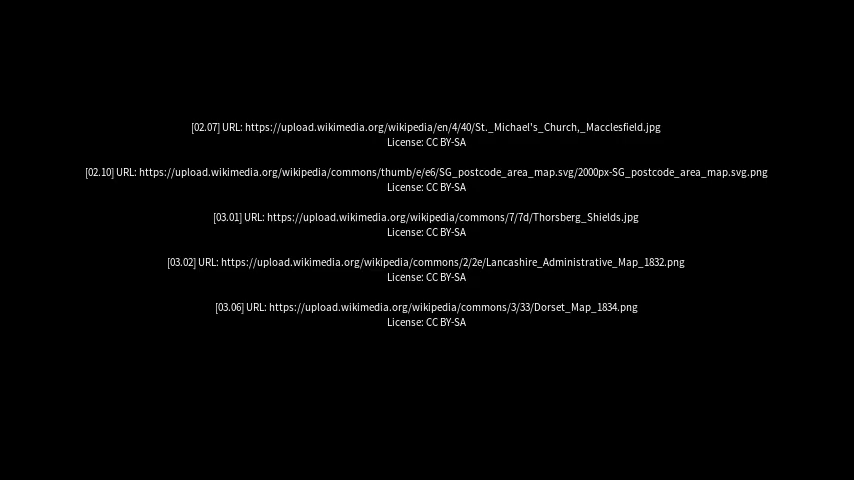 [02.07] URL: https://upload.wikimedia.org/wikipedia/en/4/40/St._Michael's_Church,_Macclesfield.jpg
License: CC BY-SA
[02.10] URL: https://upload.wikimedia.org/wikipedia/commons/thumb/e/e6/SG_postcode_area_map.svg/2000px-SG_postcode_area_map.svg.png
License: CC BY-SA
[03.01] URL: https://upload.wikimedia.org/wikipedia/commons/7/7d/Thorsberg_Shields.jpg
License: CC BY-SA
[03.02] URL: https://upload.wikimedia.org/wikipedia/commons/2/2e/Lancashire_Administrative_Map_1832.png
License: CC BY-SA
[03.06] URL: https://upload.wikimedia.org/wikipedia/commons/3/33/Dorset_Map_1834.png
License: CC BY-SA